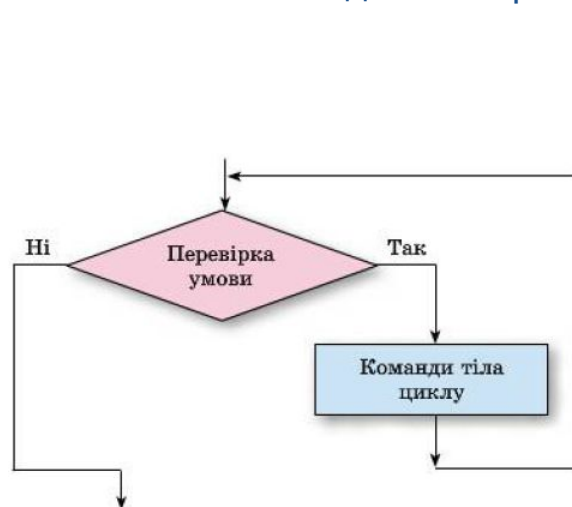 Ні
Перевірка
умови
Так
Команди тіла
циклу